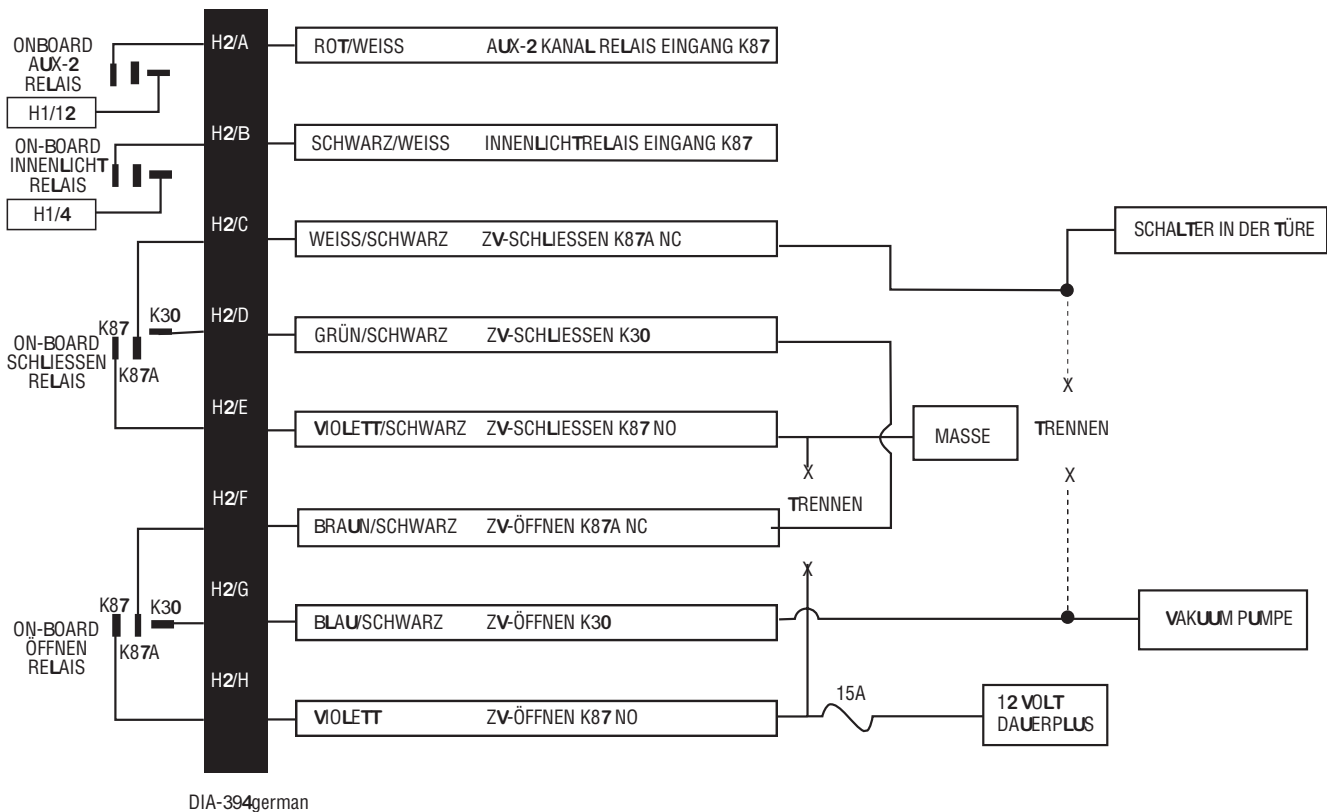 ONBOARD
AUX-2
RELAIS
H1/12
H2/A
ROT/WEISS AUX-2 KANAL RELAIS EINGANG K87
ON-BOARD
INNENLICHT
RELAIS
H1/4
H2/B
SCHWARZ/WEISS INNENLICHTRELAIS EINGANG K87
H2/C
WEISS/SCHWARZ ZV-SCHLIESSEN K87A NC
SCHALTER IN DER TÜRE
K87
K30
ON-BOARD
SCHLIESSEN
RELAIS
K87A
H2/D
GRÜN/SCHWARZ ZV-SCHLIESSEN K30
H2/E
VIOLETT/SCHWARZ ZV-SCHLIESSEN K87 NO
MASSE
X
TRENNEN
X
X
TRENNEN
X
H2/F
BRAUN/SCHWARZ ZV-ÖFFNEN K87A NC
K87
K30
ON-BOARD
ÖFFNEN
RELAIS
K87A
H2/G
BLAU/SCHWARZ ZV-ÖFFNEN K30
VAKUUM PUMPE
H2/H
VIOLETT ZV-ÖFFNEN K87 NO
15A
12 VOLT
DAUERPLUS
DIA-394german